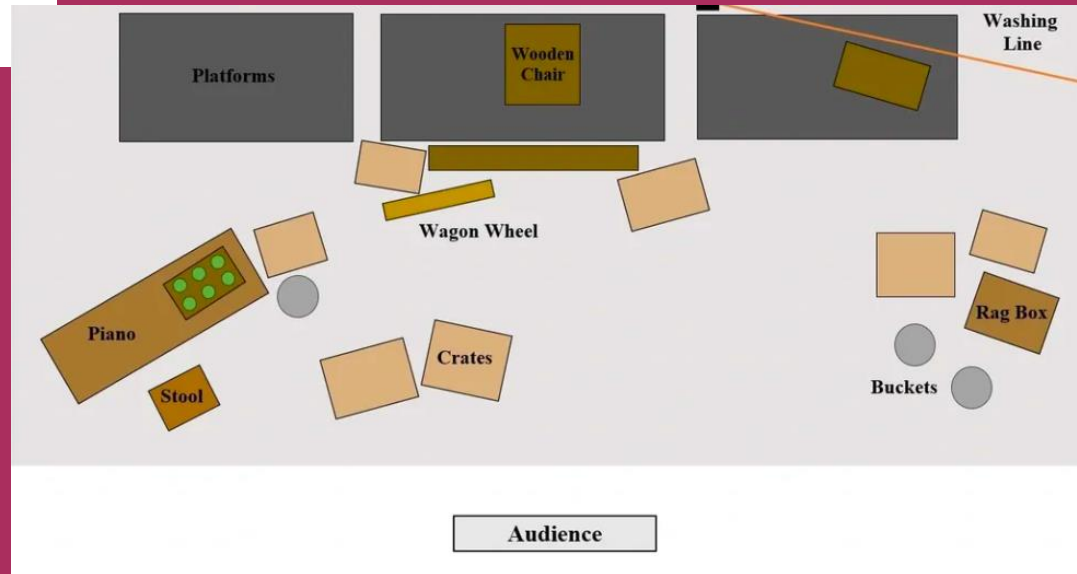 Washing
Line
Wooden
Chair
Platforms
Wagon Wheel
Piano
Rag Box
Crates
Stool
Buckets
Audience